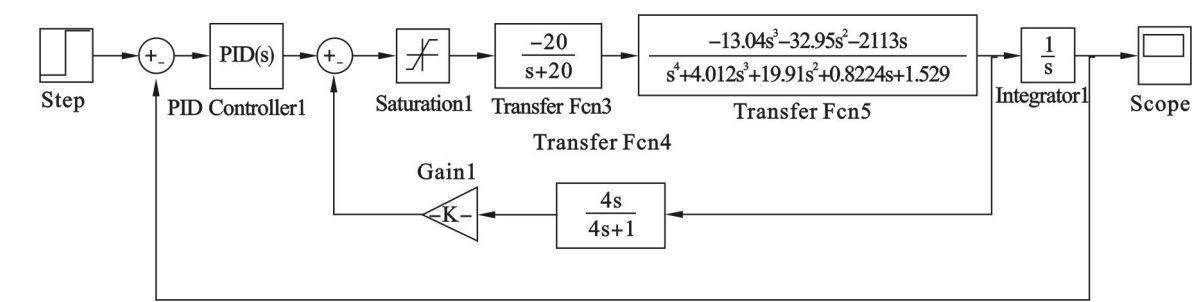 +
-
PID(s)
+
-
-20
s+20
-13.04s³-32.95s²-2113s
s⁴+4.012s³+19.91s²+0.8224s+1.529
1
s
Step
PID Controller1
Saturation1
Transfer Fcn3
Transfer Fcn5
Integrator1
Scope
Transfer Fcn4
Gain1
-K-
4s
4s+1